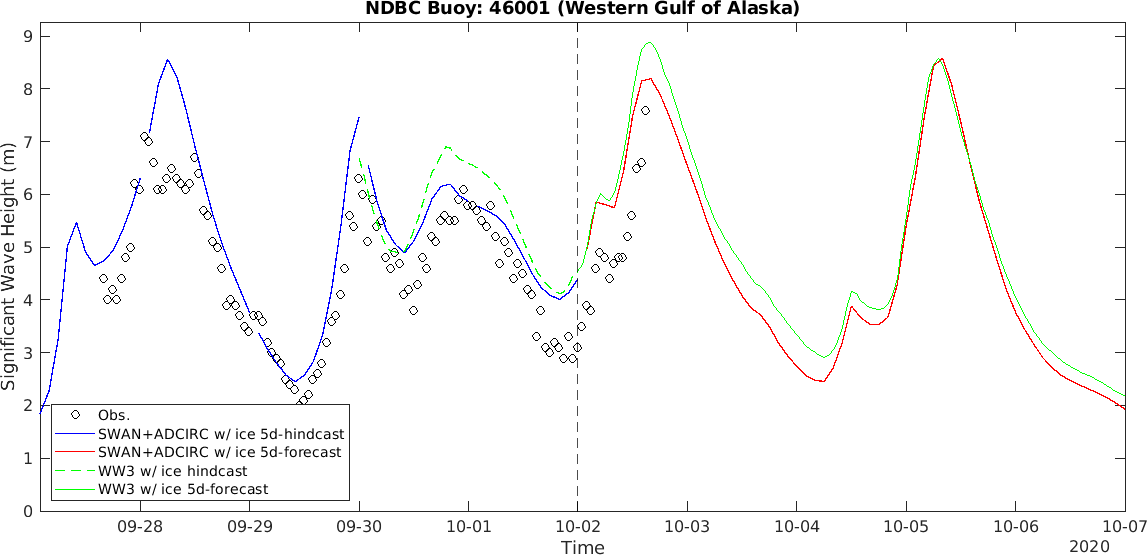 NDBC Buoy: 46001 (Western Gulf of Alaska)
Significant Wave Height (m)
9
8
7
6
5
4
3
2
1
0
Obs.
SWAN+ADCIRC w/ ice 5d-hindcast
SWAN+ADCIRC w/ ice 5d-forecast
WW3 w/ ice hindcast
WW3 w/ ice 5d-forecast
09-28 09-29 09-30 10-01 10-02 10-03 10-04 10-05 10-06 10-07
Time
2020